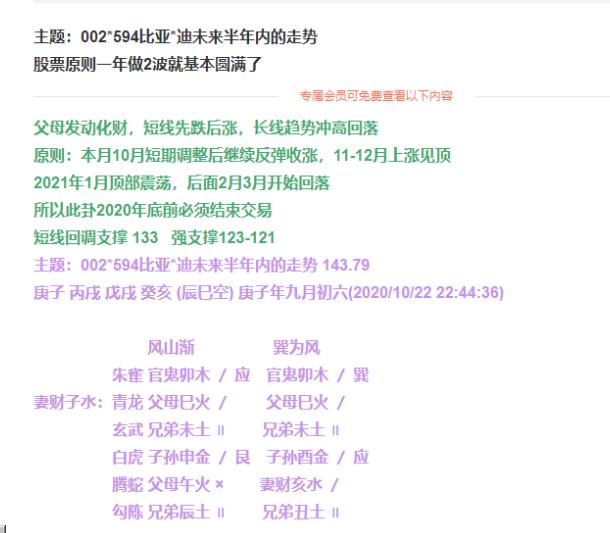 主题：002*594比亚*迪未来半年内的走势
股票原则一年做2波就基本圆满了
专属会员可免费查看以下内容
父母发动化财，短线先跌后涨，长线趋势冲高回落
原则：本月10月短期调整后继续反弹收涨，11-12月上涨见顶
2021年1月顶部震荡，后面2月3月开始回落
所以此卦2020年底前必须结束交易
短线回调支撑 133 强支撑123-121
主题：002*594比亚*迪未来半年内的走势 143.79
庚子 丙戌 戊戌 癸亥 (辰巳空) 庚子年九月初六(2020/10/22 22:44:36)
风山渐 巽为风
朱雀 官鬼卯木 / 应 官鬼卯木 / 巽
妻财子水：青龙 父母巳火 / 父母巳火 /
玄武 兄弟未土 〃 兄弟未土 〃
白虎 子孙申金 / 艮 子孙酉金 / 应
腾蛇 父母午火 × 妻财亥水 /
勾陈 兄弟辰土 〃 兄弟丑土 〃